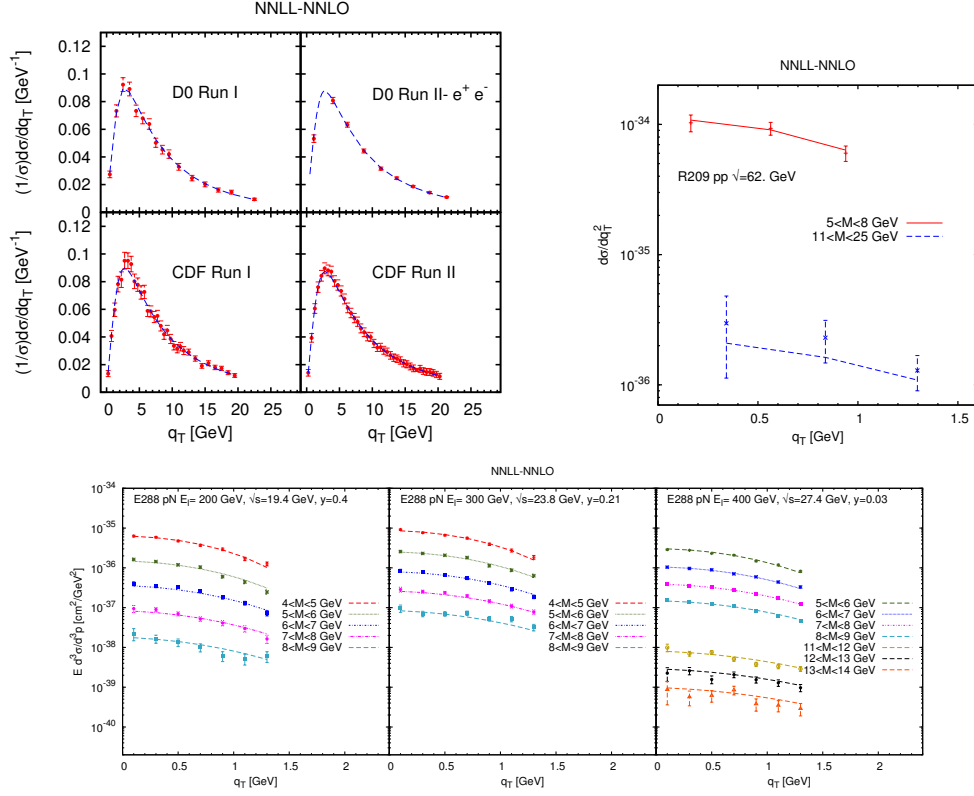 NNLL-NNLO
(1/σ)dσ/dqT [GeV-1]
0.12
0.1
0.08
0.06
0.04
0.02
0
D0 Run I
D0 Run II- e+ e-
(1/σ)dσ/dqT [GeV-1]
0.12
0.1
0.08
0.06
0.04
0.02
0
CDF Run I
CDF Run II
0 5 10 15 20 25
0 5 10 15 20 25
qT [GeV]
qT [GeV]
NNLL-NNLO
dσ/dqT2
10-34
10-35
10-36
R209 pp √=62. GeV
5<M<8 GeV
11<M<25 GeV
0 0.5 1 1.5
qT [GeV]
NNLL-NNLO
E d3σ/d3p [cm2/GeV2]
10-34
10-35
10-36
10-37
10-38
10-39
10-40
E288 pN El= 200 GeV, √s=19.4 GeV, y=0.4
4<M<5 GeV
5<M<6 GeV
6<M<7 GeV
7<M<8 GeV
8<M<9 GeV
0 0.5 1 1.5 2
qT [GeV]
E288 pN El= 300 GeV, √s=23.8 GeV, y=0.21
4<M<5 GeV
5<M<6 GeV
6<M<7 GeV
7<M<8 GeV
8<M<9 GeV
0 0.5 1 1.5 2
qT [GeV]
E288 pN El= 400 GeV, √s=27.4 GeV, y=0.03
5<M<6 GeV
6<M<7 GeV
7<M<8 GeV
8<M<9 GeV
11<M<12 GeV
12<M<13 GeV
13<M<14 GeV
0 0.5 1 1.5 2
qT [GeV]